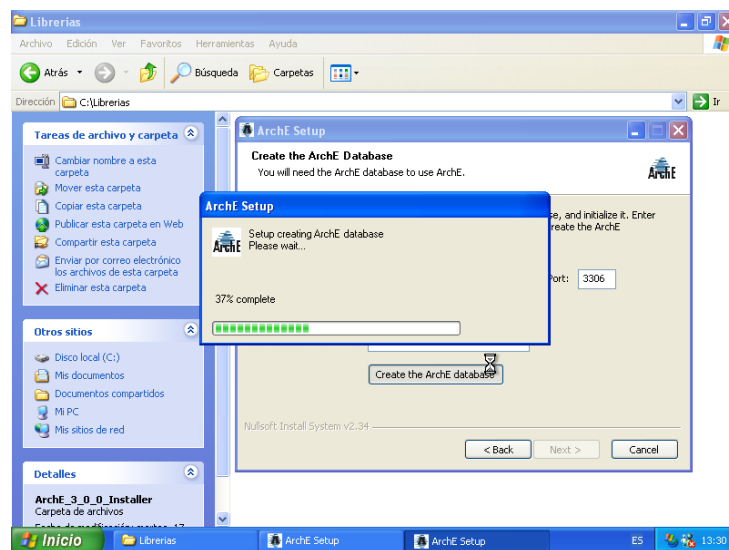 Librerias
Archivo Edición Ver Favoritos Herramientas Ayuda
Atrás Búsqueda Carpetas
Dirección C:\Librerias Ir
Tareas de archivo y carpeta
Cambiar nombre a esta
carpeta
Mover esta carpeta
Copiar esta carpeta
Publicar esta carpeta en Web
Compartir esta carpeta
Enviar por correo electrónico
los archivos de esta carpeta
Eliminar esta carpeta
Otros sitios
Disco local (C:)
Mis documentos
Documentos compartidos
Mi PC
Mis sitios de red
Detalles
ArchE_3_0_0_Installer
Carpeta de archivos
ArchE Setup
Create the ArchE Database
You will need the ArchE database to use ArchE.
ArchE
se, and initialize it. Enter
reate the ArchE
Port: 3306
ArchE Setup
ArchE
Setup creating ArchE database
Please wait...
37% complete
Create the ArchE database
Nullsoft Install System v2.34
< Back Next > Cancel
Inicio Librerias ArchE Setup ArchE Setup ES 13:30